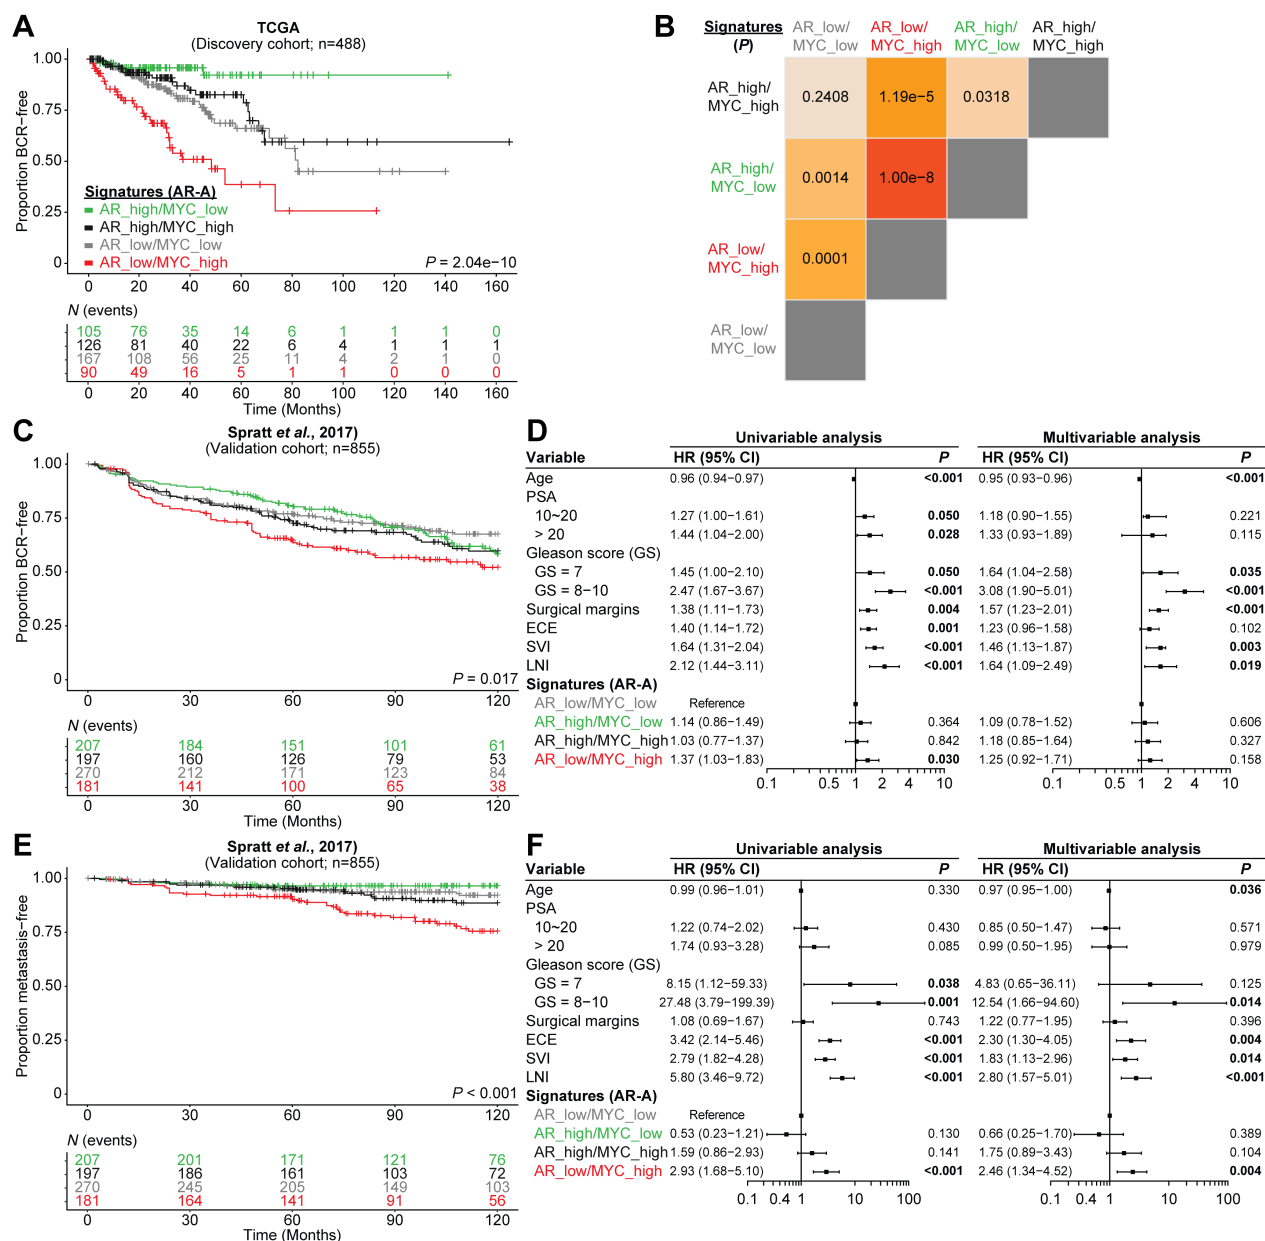 A
TCGA
(Discovery cohort; n=488)
Proportion BCR−free
1.00
0.75
0.50
0.25
0
Signatures (AR-A)
AR_high/MYC_low
AR_high/MYC_high
AR_low/MYC_low
AR_low/MYC_high
P = 2.04e−10
0 20 40 60 80 100 120 140 160
N (events)
105 76 35 14 6 1 1 1 0
126 81 40 22 6 4 1 1 1
167 108 56 25 11 4 2 1 0
90 49 16 5 1 1 0 0 0
0 20 40 60 80 100 120 140 160
Time (Months)
B
Signatures
(P)
AR_low/ AR_low/ AR_high/ AR_high/
MYC_low MYC_high MYC_low MYC_high
AR_high/
MYC_high
0.2408 1.19e−5 0.0318
AR_high/
MYC_low
0.0014 1.00e−8
AR_low/
MYC_high
0.0001
AR_low/
MYC_low
C
Spratt et al., 2017)
(Validation cohort; n=855)
Proportion BCR−free
1.00
0.75
0.50
0.25
0
P = 0.017
0 30 60 90 120
N (events)
207 184 151 101 61
197 160 126 79 53
270 212 171 123 84
181 141 100 65 38
0 30 60 90 120
Time (Months)
D
Univariable analysis Multivariable analysis
Variable HR (95% CI) P HR (95% CI) P
Age 0.96 (0.94−0.97) <0.001 0.95 (0.93−0.96) <0.001
PSA
10~20 1.27 (1.00−1.61) 0.050 1.18 (0.90−1.55) 0.221
> 20 1.44 (1.04−2.00) 0.028 1.33 (0.93−1.89) 0.115
Gleason score (GS)
GS = 7 1.45 (1.00−2.10) 0.050 1.64 (1.04−2.58) 0.035
GS = 8−10 2.47 (1.67−3.67) <0.001 3.08 (1.90−5.01) <0.001
Surgical margins 1.38 (1.11−1.73) 0.004 1.57 (1.23−2.01) <0.001
ECE 1.40 (1.14−1.72) 0.001 1.23 (0.96−1.58) 0.102
SVI 1.64 (1.31−2.04) <0.001 1.46 (1.13−1.87) 0.003
LNI 2.12 (1.44−3.11) <0.001 1.64 (1.09−2.49) 0.019
Signatures (AR-A)
AR_low/MYC_low Reference
AR_high/MYC_low 1.14 (0.86−1.49) 0.364 1.09 (0.78−1.52) 0.606
AR_high/MYC_high 1.03 (0.77−1.37) 0.842 1.18 (0.85−1.64) 0.327
AR_low/MYC_high 1.37 (1.03−1.83) 0.030 1.25 (0.92−1.71) 0.158
0.1 0.5 1 2 4 10 0.1 0.5 1 2 4 10
E
Spratt et al., 2017)
(Validation cohort; n=855)
Proportion metastasis−free
1.00
0.75
0.50
0.25
0
P < 0.001
0 30 60 90 120
N (events)
207 201 171 121 76
197 186 161 103 72
270 245 205 149 103
181 164 141 91 56
0 30 60 90 120
Time (Months)
F
Univariable analysis Multivariable analysis
Variable HR (95% CI) P HR (95% CI) P
Age 0.99 (0.96−1.01) 0.330 0.97 (0.95−1.00) 0.036
PSA
10~20 1.22 (0.74−2.02) 0.430 0.85 (0.50−1.47) 0.571
> 20 1.74 (0.93−3.28) 0.085 0.99 (0.50−1.95) 0.979
Gleason score (GS)
GS = 7 8.15 (1.12−59.33) 0.038 4.83 (0.65−36.11) 0.125
GS = 8−10 27.48 (3.79−199.39) 0.001 12.54 (1.66−94.60) 0.014
Surgical margins 1.08 (0.69−1.67) 0.743 1.22 (0.77−1.95) 0.396
ECE 3.42 (2.14−5.46) <0.001 2.30 (1.30−4.05) 0.004
SVI 2.79 (1.82−4.28) <0.001 1.83 (1.13−2.96) 0.014
LNI 5.80 (3.46−9.72) <0.001 2.80 (1.57−5.01) <0.001
Signatures (AR-A)
AR_low/MYC_low Reference
AR_high/MYC_low 0.53 (0.23−1.21) 0.130 0.66 (0.25−1.70) 0.389
AR_high/MYC_high 1.59 (0.86−2.93) 0.141 1.75 (0.89−3.43) 0.104
AR_low/MYC_high 2.93 (1.68−5.10) <0.001 2.46 (1.34−4.52) 0.004
0.1 0.4 1 10 100 0.1 0.4 1 10 100